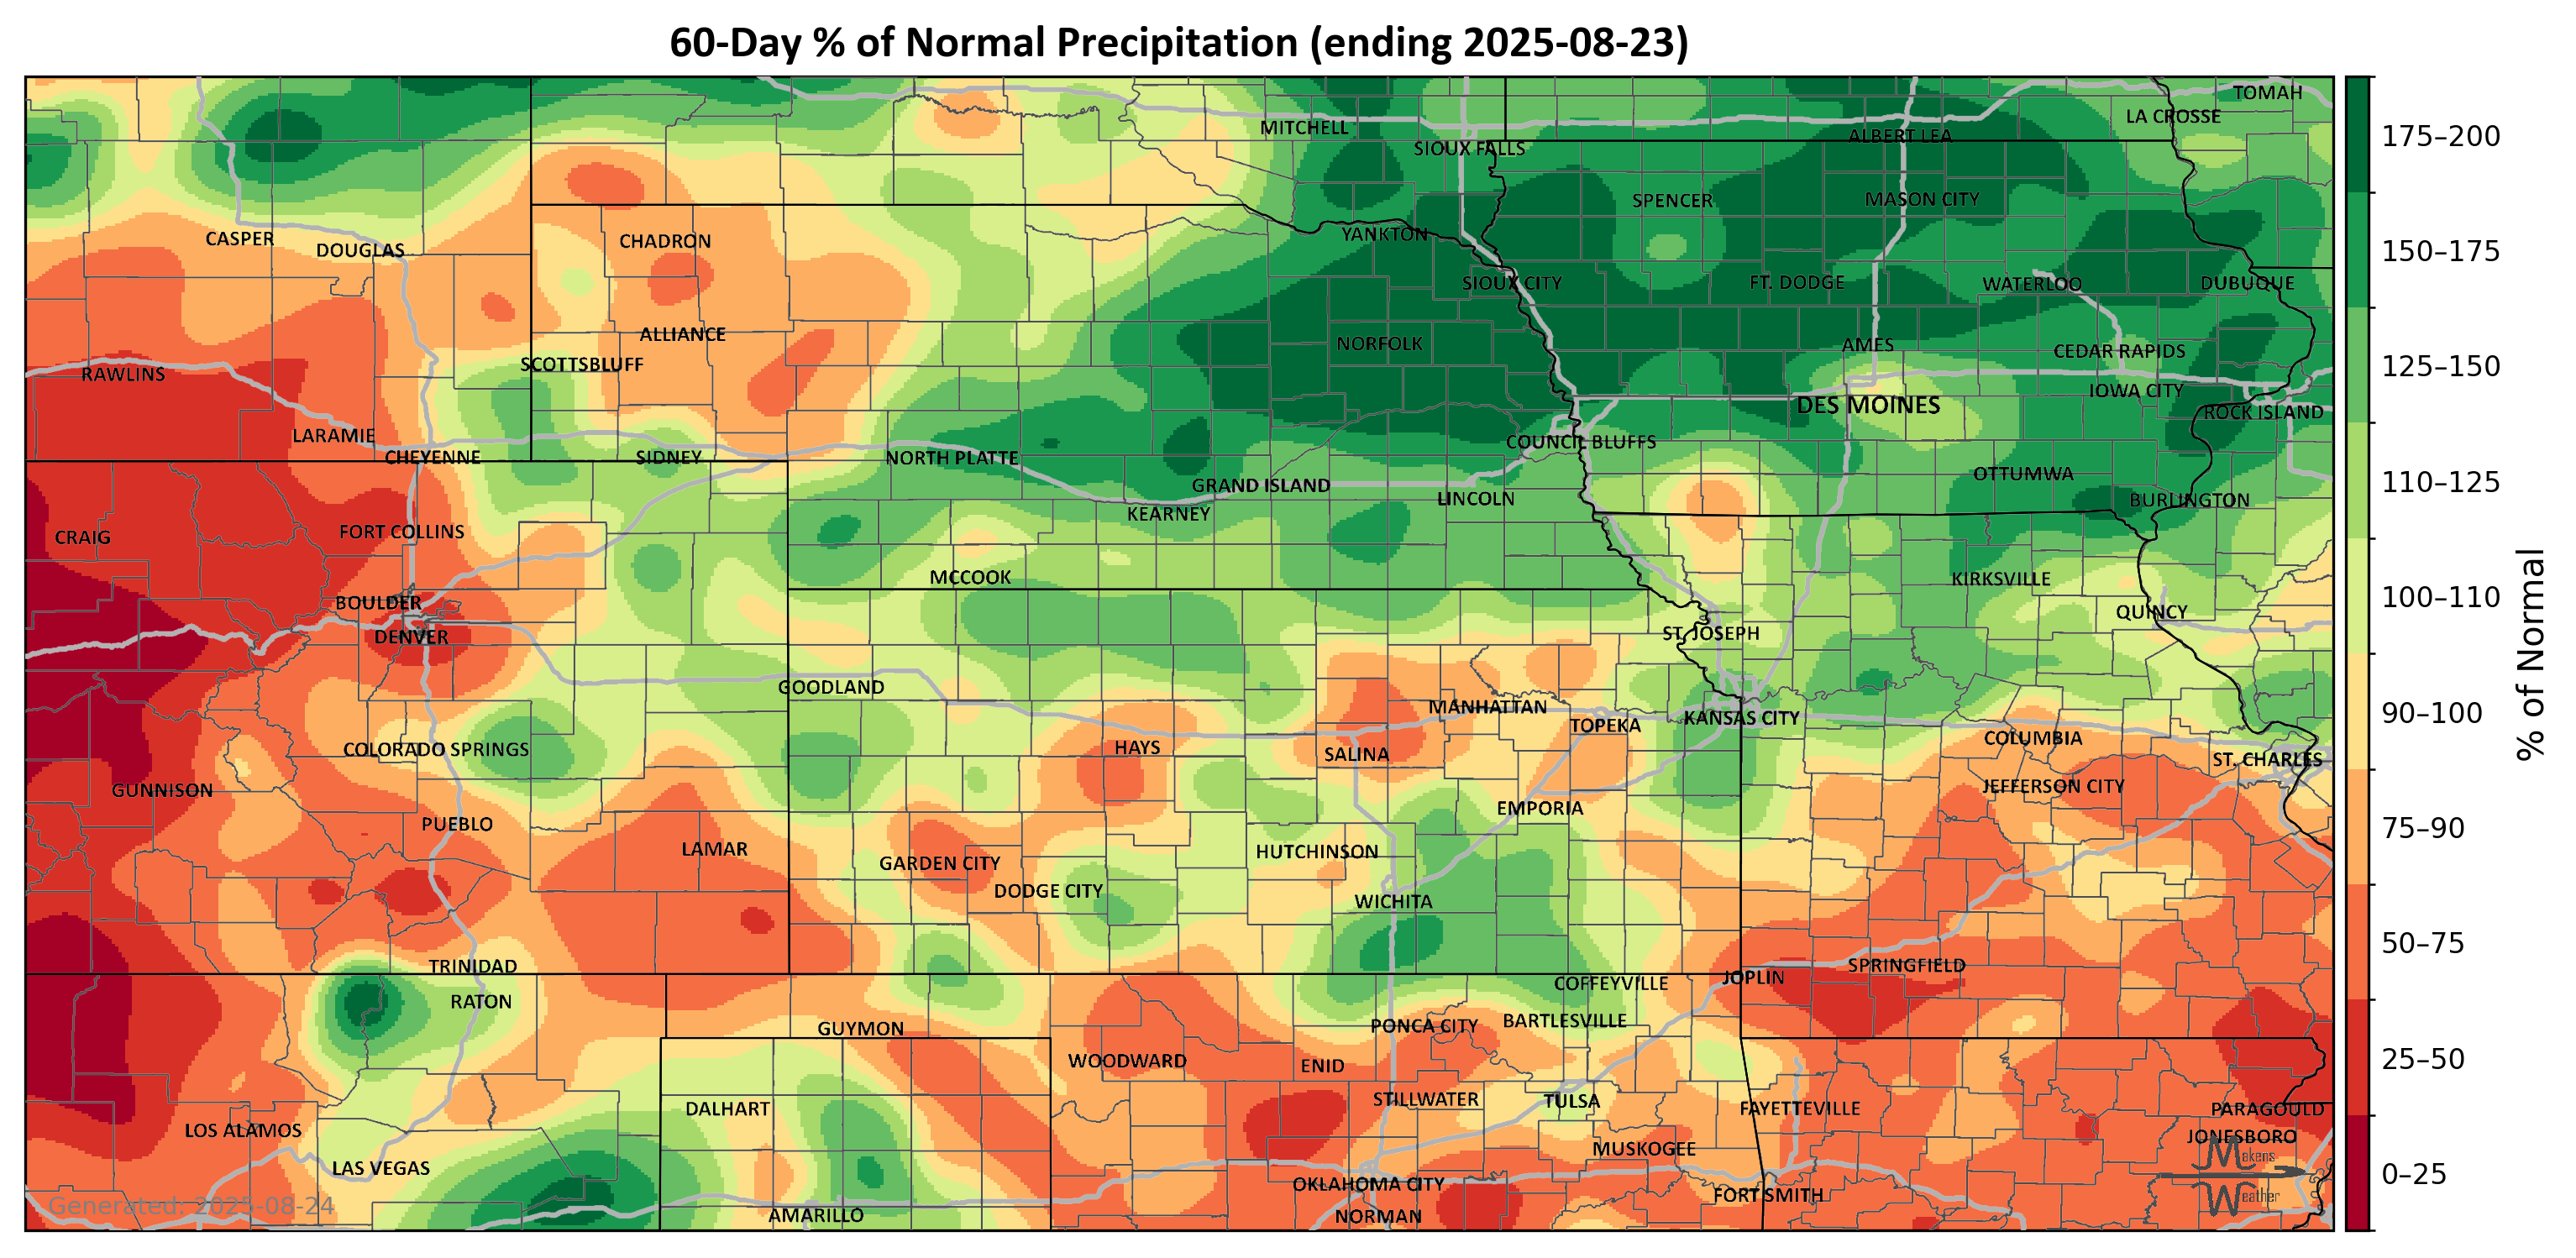 60-Day % of Normal Precipitation (ending 2025-08-23)
TOMAH
LA CROSSE
MITCHELL
ALBERT LEA
SIOUX FALLS
SPENCER
MASON CITY
YANKTON
CASPER
CHADRON
DOUGLAS
SIOUX CITY
FT. DODGE
WATERLOO
DUBUQUE
ALLIANCE
NORFOLK
AMES
CEDAR RAPIDS
SCOTTSBLUFF
RAWLINS
IOWA CITY
DES MOINES
ROCK ISLAND
LARAMIE
COUNCIL BLUFFS
CHEYENNE
SIDNEY
NORTH PLATTE
OTTUMWA
GRAND ISLAND
LINCOLN
BURLINGTON
KEARNEY
FORT COLLINS
CRAIG
MCCOOK
KIRKSVILLE
BOULDER
QUINCY
DENVER
ST. JOSEPH
GOODLAND
MANHATTAN
KANSAS CITY
TOPEKA
COLUMBIA
COLORADO SPRINGS
HAYS
SALINA
ST. CHARLES
GUNNISON
JEFFERSON CITY
EMPORIA
PUEBLO
LAMAR
HUTCHINSON
GARDEN CITY
DODGE CITY
WICHITA
TRINIDAD
SPRINGFIELD
JOPLIN
COFFEYVILLE
RATON
BARTLESVILLE
PONCA CITY
GUYMON
WOODWARD
ENID
STILLWATER
TULSA
DALHART
FAYETTEVILLE
PARAGOULD
LOS ALAMOS
JONESBORO
MUSKOGEE
LAS VEGAS
OKLAHOMA CITY
FORT SMITH
AMARILLO
NORMAN
Generated: 2025-08-24
Makens
Weather
175–200
150–175
125–150
110–125
100–110
90–100
75–90
50–75
25–50
0–25
% of Normal